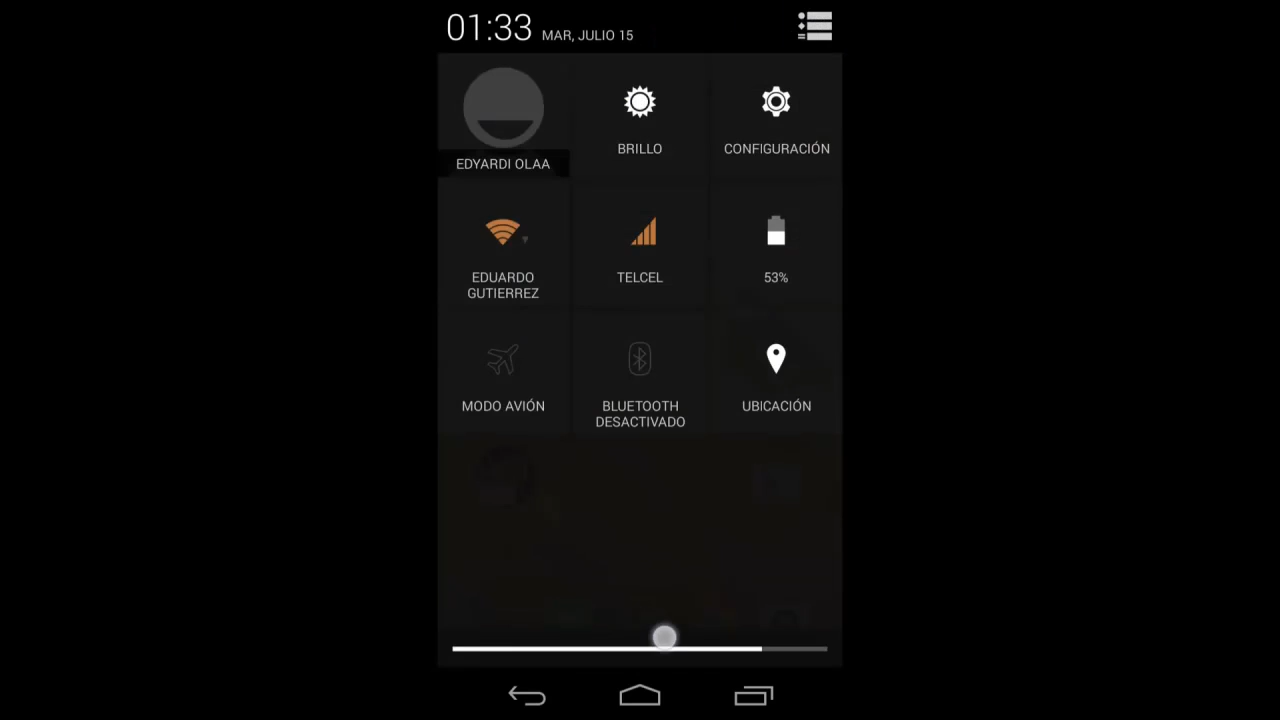 01:33 MAR, JULIO 15
EDYARDI OLAA
BRILLO
CONFIGURACIÓN
EDUARDO
GUTIERREZ
TELCEL
53%
MODO AVIÓN
BLUETOOTH
DESACTIVADO
UBICACIÓN